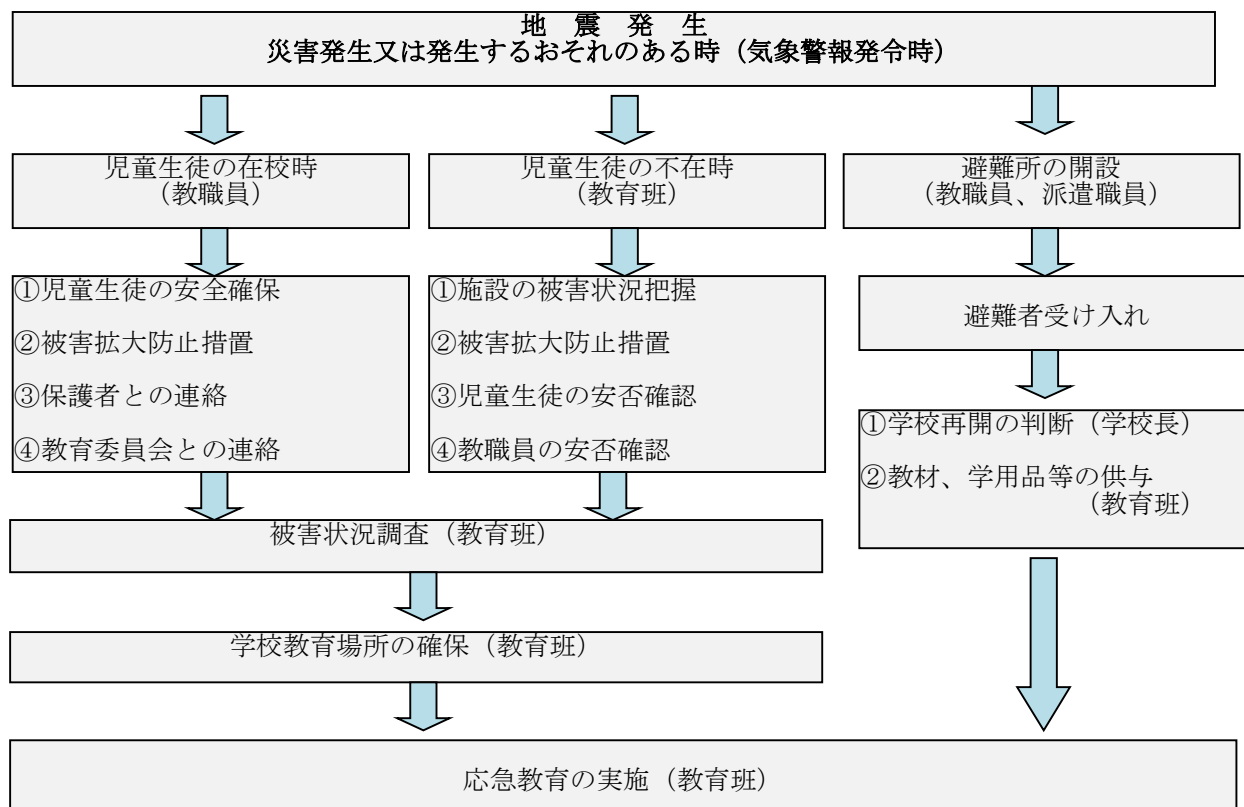 地　震　発　生
災害発生又は発生するおそれのある時（気象警報発令時）
児童生徒の在校時
（教職員）
児童生徒の不在時
（教育班）
避難所の開設
（教職員、派遣職員）
①児童生徒の安全確保
②被害拡大防止措置
③保護者との連絡
④教育委員会との連絡
①施設の被害状況把握
②被害拡大防止措置
③児童生徒の安否確認
④教職員の安否確認
避難者受け入れ
①学校再開の判断（学校長）
②教材、学用品等の供与
（教育班）
被害状況調査（教育班）
学校教育場所の確保（教育班）
応急教育の実施（教育班）